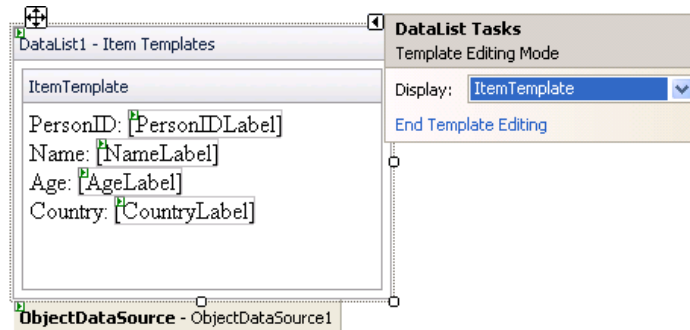 DataList1 - Item Templates
ItemTemplate
PersonID: [PersonIDLabel]
Name: [NameLabel]
Age: [AgeLabel]
Country: [CountryLabel]
ObjectDataSource - ObjectDataSource1
DataList Tasks
Template Editing Mode
Display: ItemTemplate
End Template Editing